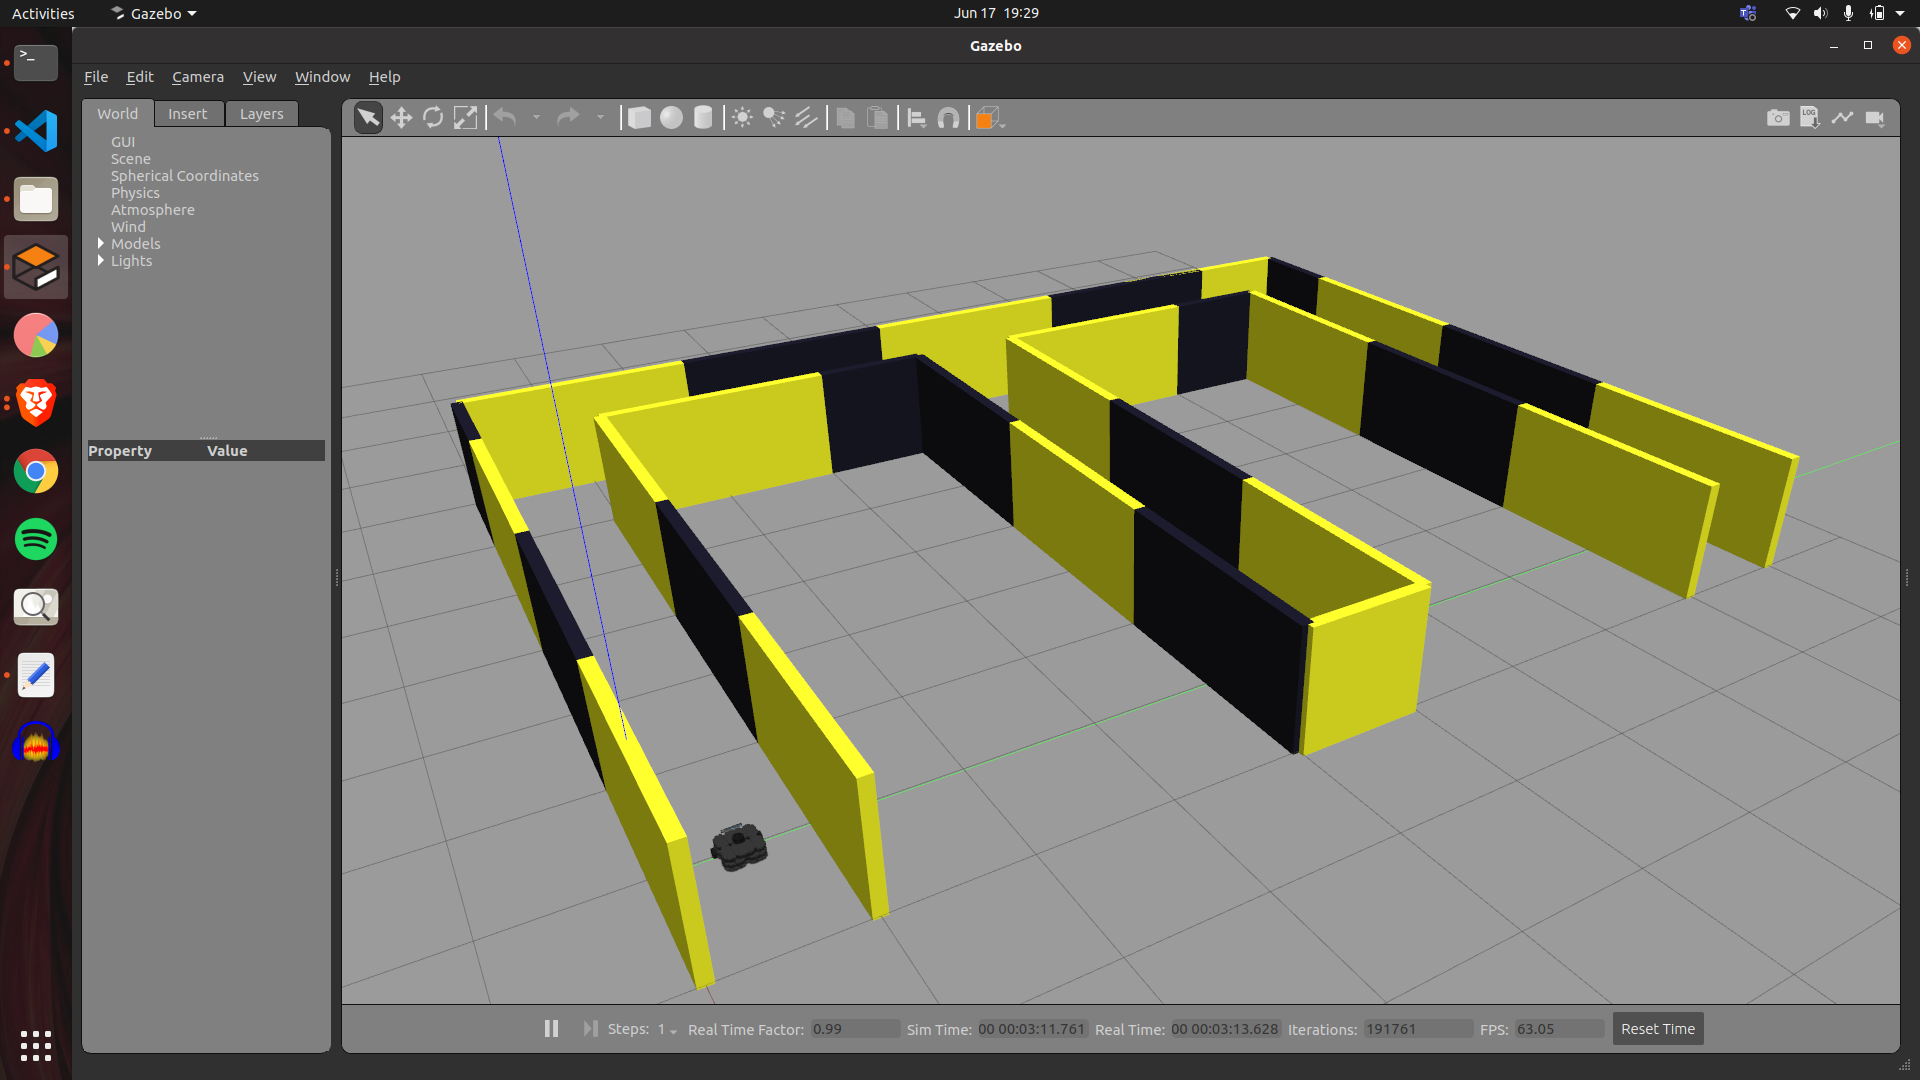 Activities Gazebo Jun 17 19:29
Gazebo
File Edit Camera View Window Help
World Insert Layers
GUI
Scene
Spherical Coordinates
Physics
Atmosphere
Wind
Models
Lights
Property Value
LOG
Steps: 1 Real Time Factor: 0.99 Sim Time: 00 00:03:11.761 Real Time: 00 00:03:13.628 Iterations: 191761 FPS: 63.05 Reset Time